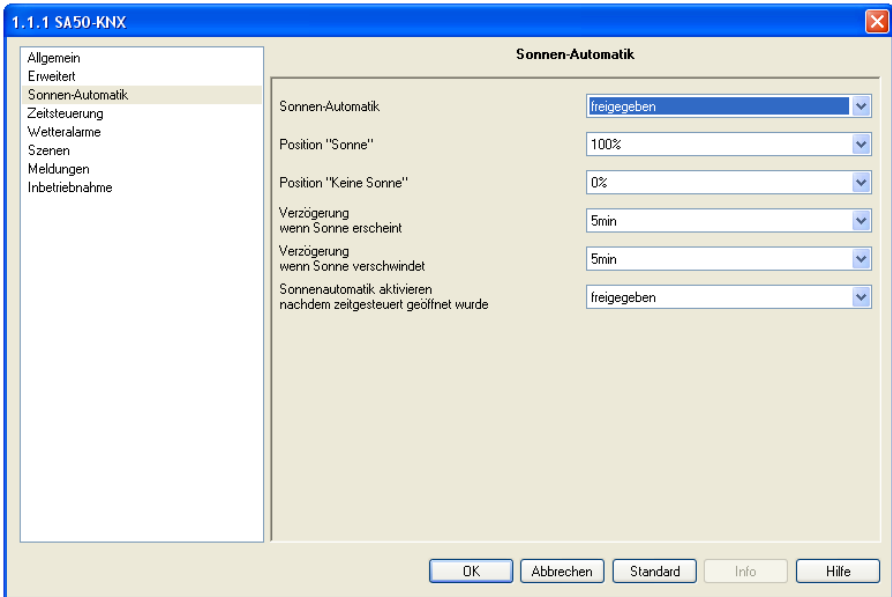 1.1.1 SA50-KNX
Allgemein
Erweitert
Sonnen-Automatik
Zeitsteuerung
Wetteralarme
Szenen
Meldungen
Inbetriebnahme
Sonnen-Automatik
Sonnen-Automatik
freigegeben
Position "Sonne"
100%
Position "Keine Sonne"
0%
Verzögerung
wenn Sonne erscheint
5min
Verzögerung
wenn Sonne verschwindet
5min
Sonnenautomatik aktivieren
nachdem zeitgesteuert geöffnet wurde
freigegeben
OK
Abbrechen
Standard
Info
Hilfe